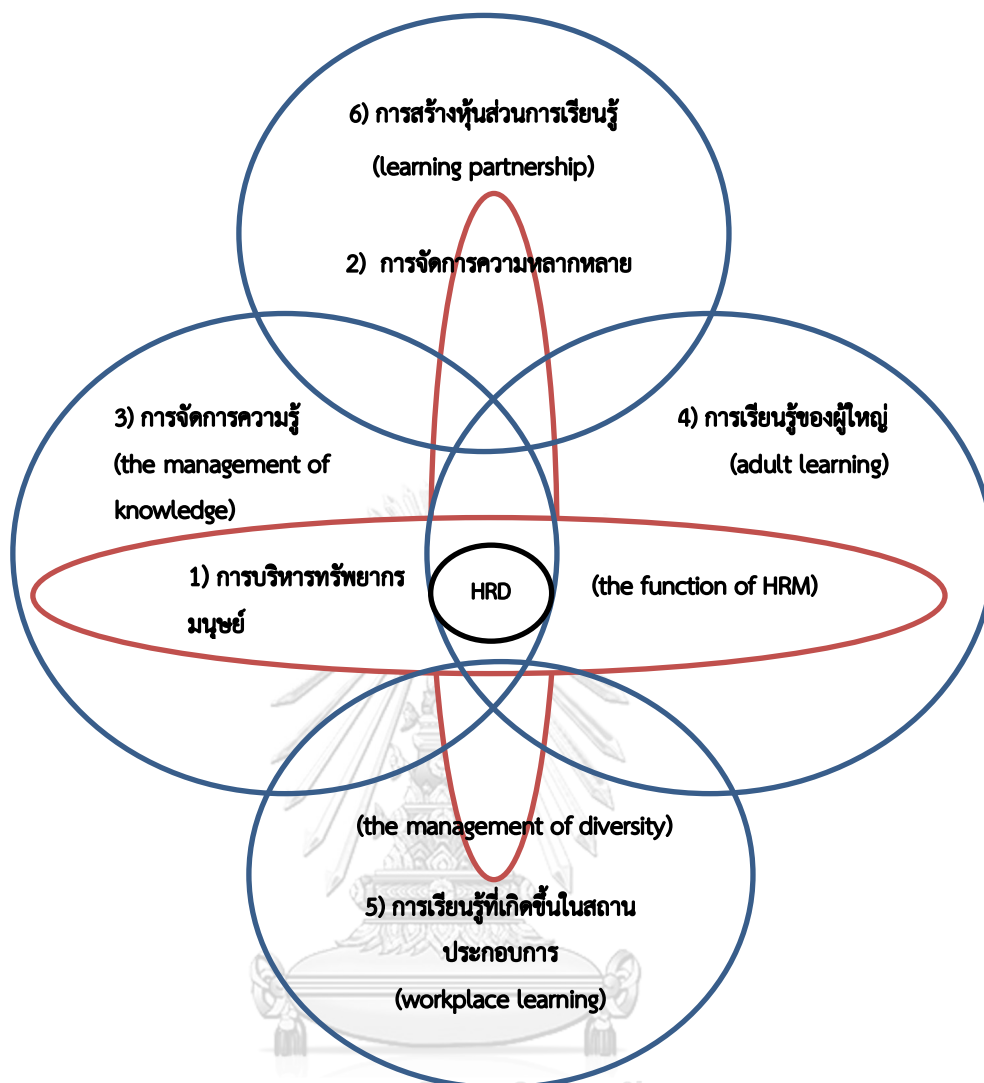 6) การสร้างหุ้นส่วนการเรียนรู้
(learning partnership)
2) การจัดการความหลากหลาย
3) การจัดการความรู้
(the management of
knowledge)
4) การเรียนรู้ของผู้ใหญ่
(adult learning)
1) การบริหารทรัพยากร
มนุษย์
HRD
(the function of HRM)
(the management of diversity)
5) การเรียนรู้ที่เกิดขึ้นในสถาน
ประกอบการ
(workplace learning)